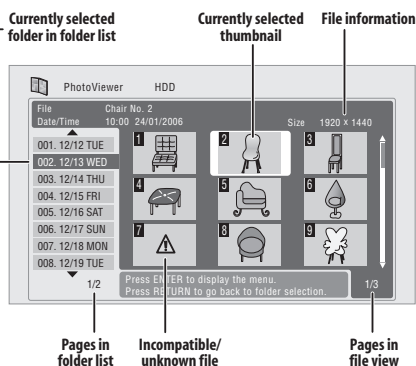 Currently selected
folder in folder list
Currently selected
thumbnail
File information
PhotoViewer HDD
File Chair No. 2
Date/Time 10:00 24/01/2006 Size 1920 x 1440
001. 12/12 TUE
002. 12/13 WED
003. 12/14 THU
004. 12/15 FRI
005. 12/16 SAT
006. 12/17 SUN
007. 12/18 MON
008. 12/19 TUE
1/2
1 2 3
4 5 6
7 8 9
Press ENTER to display the menu.
Press RETURN to go back to folder selection.
1/3
Pages in
folder list
Incompatible/
unknown file
Pages in
file view